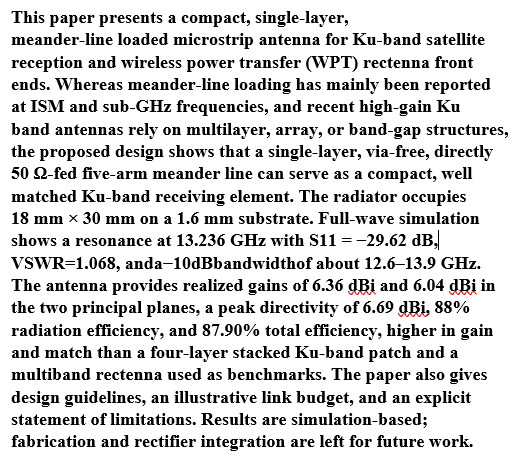 This paper presents a compact, single-layer,
meander-line loaded microstrip antenna for Ku-band satellite
reception and wireless power transfer (WPT) rectenna front
ends. Whereas meander-line loading has mainly been reported
at ISM and sub-GHz frequencies, and recent high-gain Ku
band antennas rely on multilayer, array, or band-gap structures,
the proposed design shows that a single-layer, via-free, directly
50 Ω-fed five-arm meander line can serve as a compact, well
matched Ku-band receiving element. The radiator occupies
18 mm × 30 mm on a 1.6 mm substrate. Full-wave simulation
shows a resonance at 13.236 GHz with S11 = −29.62 dB,
VSWR=1.068, anda−10dBbandwidthof about 12.6–13.9 GHz.
The antenna provides realized gains of 6.36 dBi and 6.04 dBi in
the two principal planes, a peak directivity of 6.69 dBi, 88%
radiation efficiency, and 87.90% total efficiency, higher in gain
and match than a four-layer stacked Ku-band patch and a
multiband rectenna used as benchmarks. The paper also gives
design guidelines, an illustrative link budget, and an explicit
statement of limitations. Results are simulation-based;
fabrication and rectifier integration are left for future work.